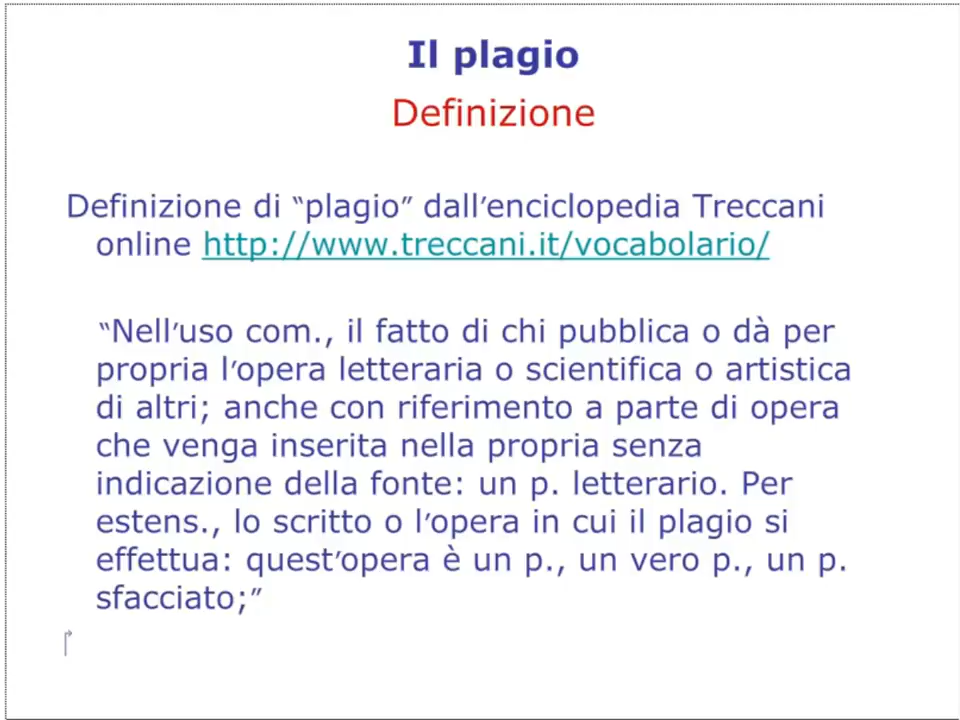 Il plagio
Definizione
Definizione di “plagio” dall’enciclopedia Treccani
online http://www.treccani.it/vocabolario/
“Nell’uso com., il fatto di chi pubblica o dà per
propria l’opera letteraria o scientifica o artistica
di altri; anche con riferimento a parte di opera
che venga inserita nella propria senza
indicazione della fonte: un p. letterario. Per
estens., lo scritto o l’opera in cui il plagio si
effettua: quest’opera è un p., un vero p., un p.
sfacciato;”